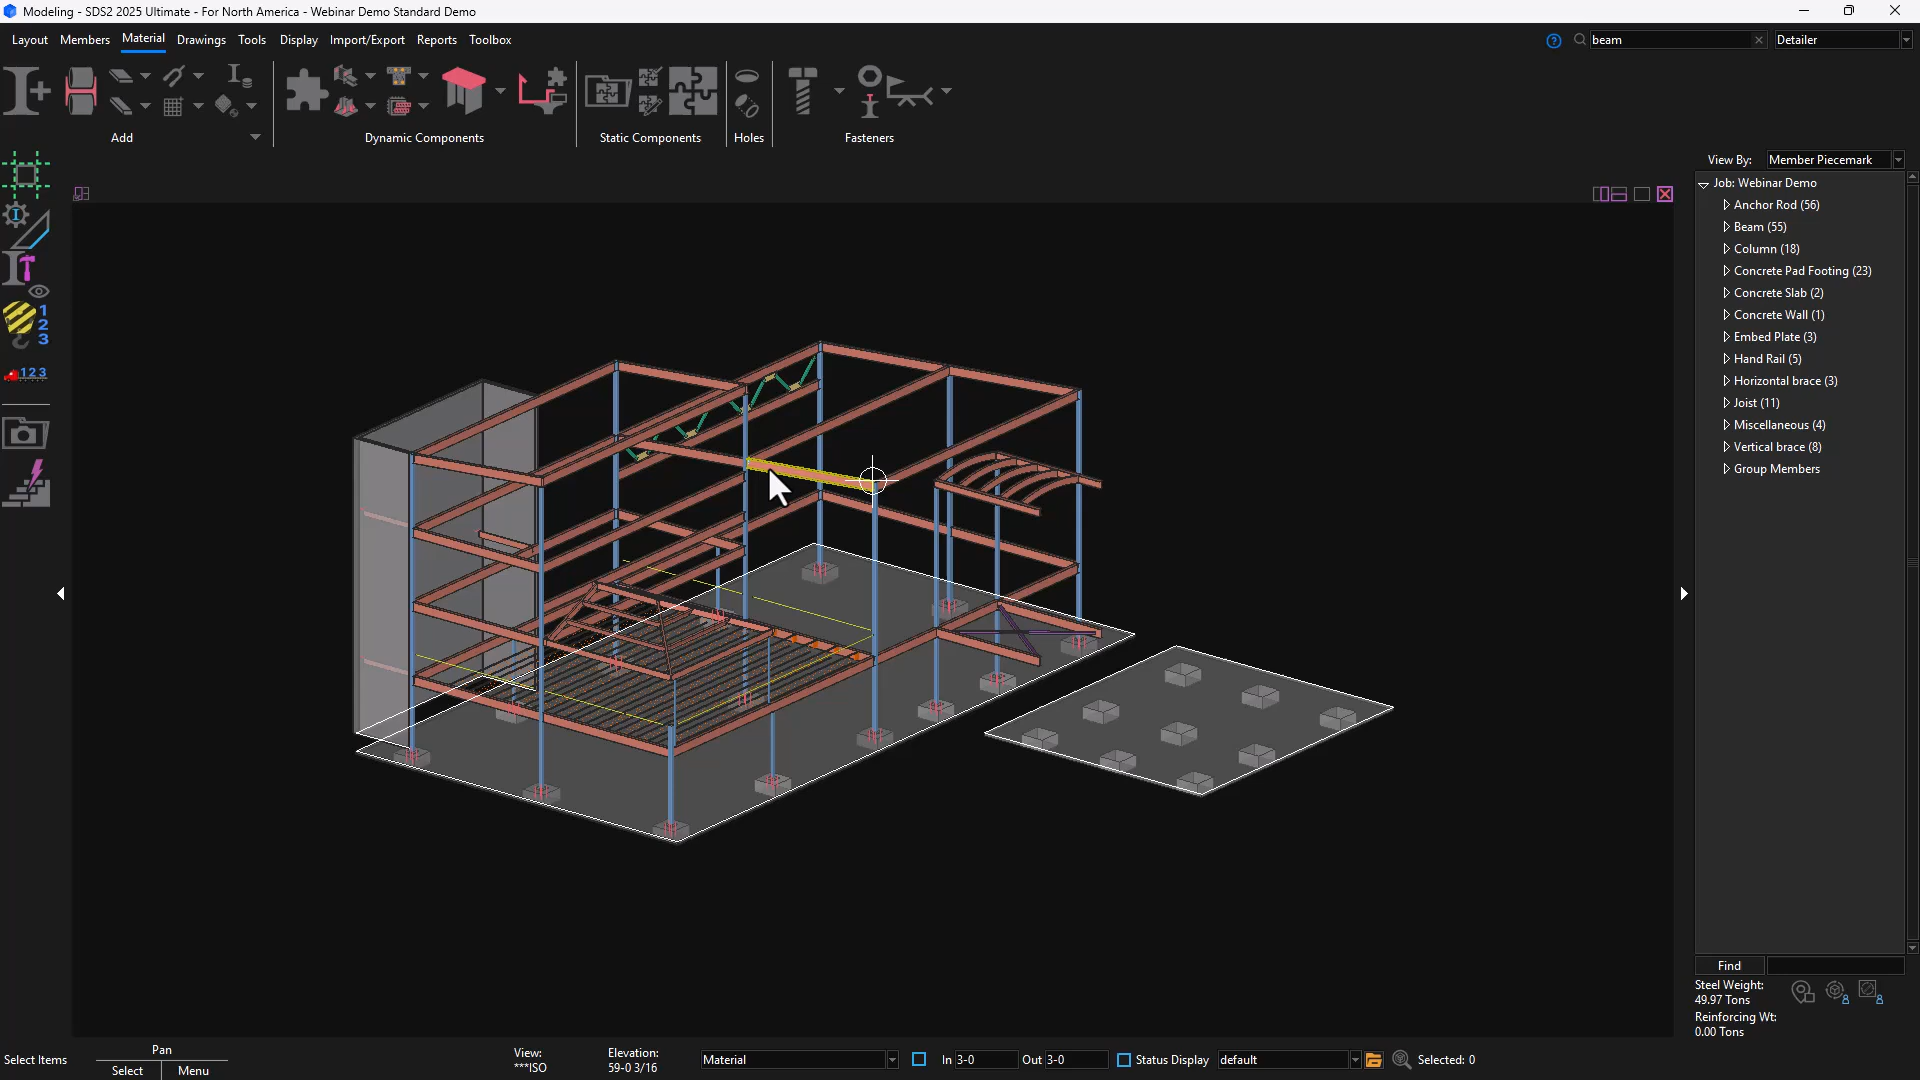 Modeling - SDS2 2025 Ultimate - For North America - Webinar Demo Standard Demo
Layout Members Material Drawings Tools Display Import/Export Reports Toolbox
beam
Detailer
Add
Dynamic Components
Static Components
Holes
Fasteners
View By: Member Piecemark
Job: Webinar Demo
Anchor Rod (56)
Beam (55)
Column (18)
Concrete Pad Footing (23)
Concrete Slab (2)
Concrete Wall (1)
Embed Plate (3)
Hand Rail (5)
Horizontal brace (3)
Joist (11)
Miscellaneous (4)
Vertical brace (8)
Group Members
1
2
3
123
Find
Steel Weight:
49.97 Tons
Reinforcing Wt:
0.00 Tons
Select Items
Pan
Select Menu
View:
***ISO
Elevation:
59-0 3/16
Material
In 3-0
Out 3-0
Status Display default
Selected: 0